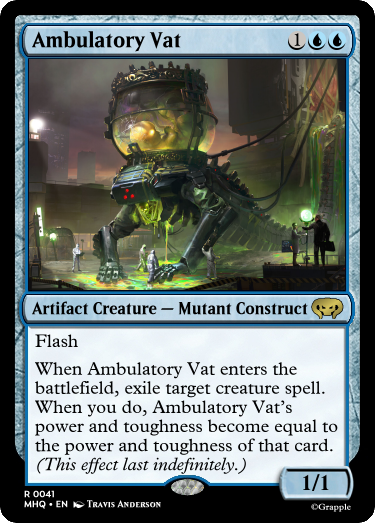 Ambulatory Vat 1
Artifact Creature — Mutant Construct
Flash
When Ambulatory Vat enters the
battlefield, exile target creature spell.
When you do, Ambulatory Vat's
power and toughness become equal to
the power and toughness of that card.
(This effect last indefinitely.)
1/1
R 0041
MHQ • EN Travis Anderson
©Grapple